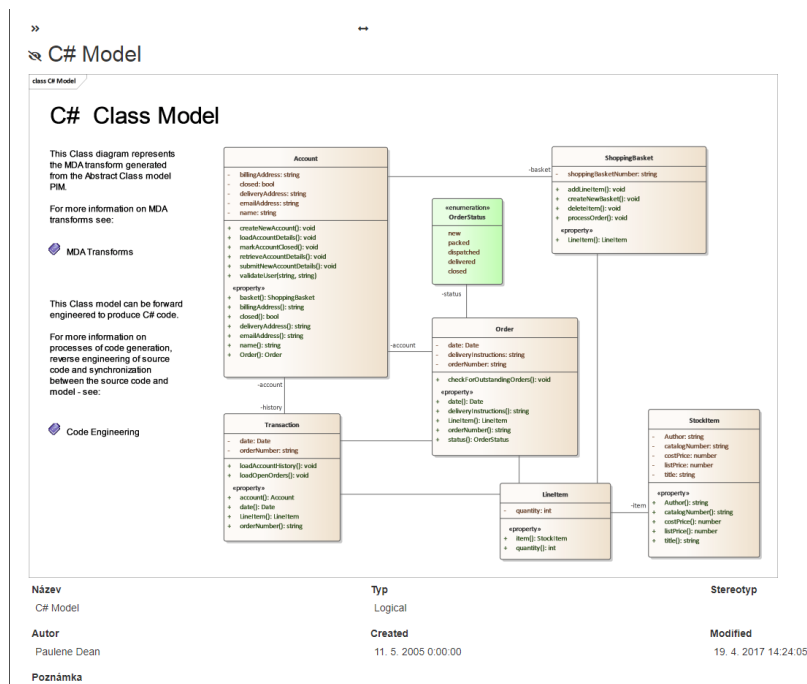 »
C# Model
class C# Model
C# Class Model
This Class diagram represents
the MDA transform generated
from the Abstract Class model
PIM.
For more information on MDA
transforms see:
MDA Transforms
This Class model can be forward
engineered to produce C# code.
For more information on
processes of code generation,
reverse engineering of source
code and synchronization
between the source code and
model - see:
Code Engineering
Account
- billingAddress: string
- closed: bool
- deliveryAddress: string
- emailAddress: string
- name: string
+ createNewAccount(): void
+ loadAccountDetails(): void
+ markAccountClosed(): void
+ retrieveAccountDetails(): void
+ submitNewAccountDetails(): void
+ validateUser(string, string)
«property»
+ basket(): ShoppingBasket
+ billingAddress(): string
+ closed(): bool
+ deliveryAddress(): string
+ emailAddress(): string
+ name(): string
+ Order(): Order
-basket
ShoppingBasket
- shoppingBasketNumber: string
+ addLineItem(): void
+ createNewBasket(): void
+ deleteItem(): void
+ processOrder(): void
«property»
+ LineItem(): LineItem
«enumeration»
OrderStatus
new
packed
dispatched
delivered
closed
-status
-account
Order
- date: Date
- deliveryInstructions: string
- orderNumber: string
+ checkForOutstandingOrders(): void
«property»
+ date(): Date
+ deliveryInstructions(): string
+ LineItem(): LineItem
+ orderNumber(): string
+ status(): OrderStatus
-account
-history
Transaction
- date: Date
- orderNumber: string
+ loadAccountHistory(): void
+ loadOpenOrders(): void
«property»
+ account(): Account
+ date(): Date
+ LineItem(): LineItem
+ orderNumber(): string
LineItem
- quantity: int
«property»
+ item(): StockItem
+ quantity(): int
-item
StockItem
- Author: string
- catalogNumber: string
- costPrice: number
- listPrice: number
- title: string
«property»
+ Author(): string
+ catalogNumber(): string
+ costPrice(): number
+ listPrice(): number
+ title(): string
Název
Typ
Stereotyp
C# Model
Logical
Autor
Created
Modified
Paulene Dean
11. 5. 2005 0:00:00
19. 4. 2017 14:24:05
Poznámka